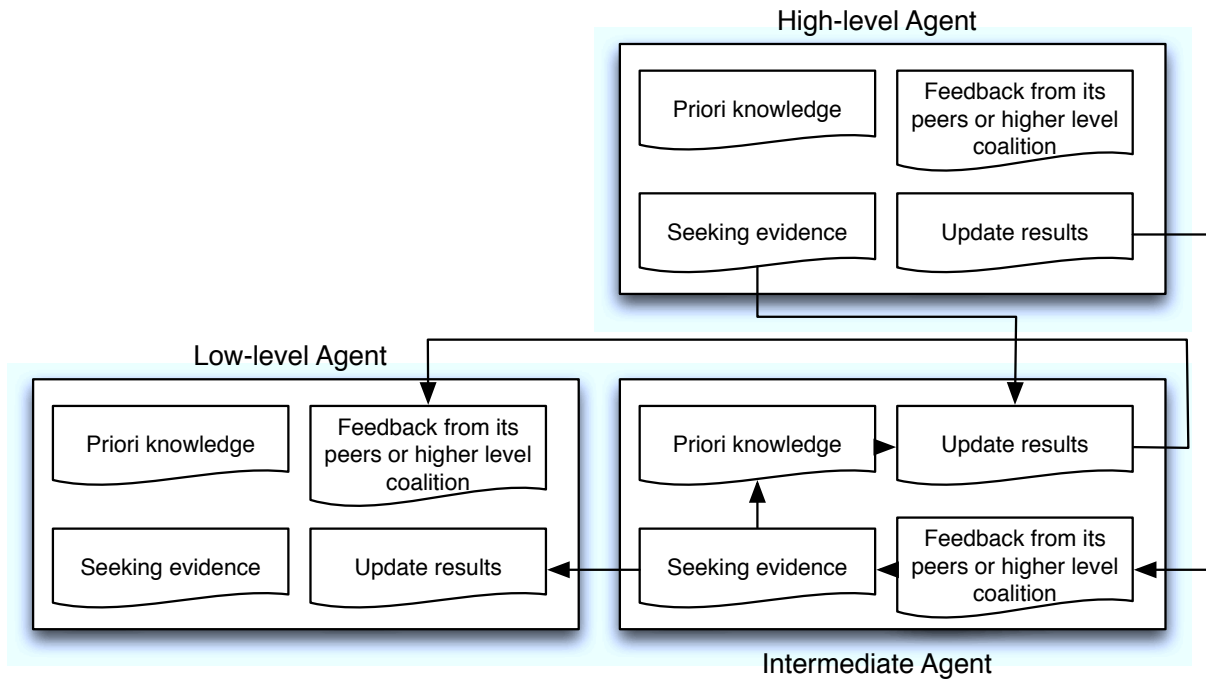 High-level Agent
Priori knowledge
Feedback from its
peers or higher level
coalition
Seeking evidence
Update results
Low-level Agent
Priori knowledge
Feedback from its
peers or higher level
coalition
Seeking evidence
Update results
Priori knowledge
Update results
Seeking evidence
Feedback from its
peers or higher level
coalition
Intermediate Agent